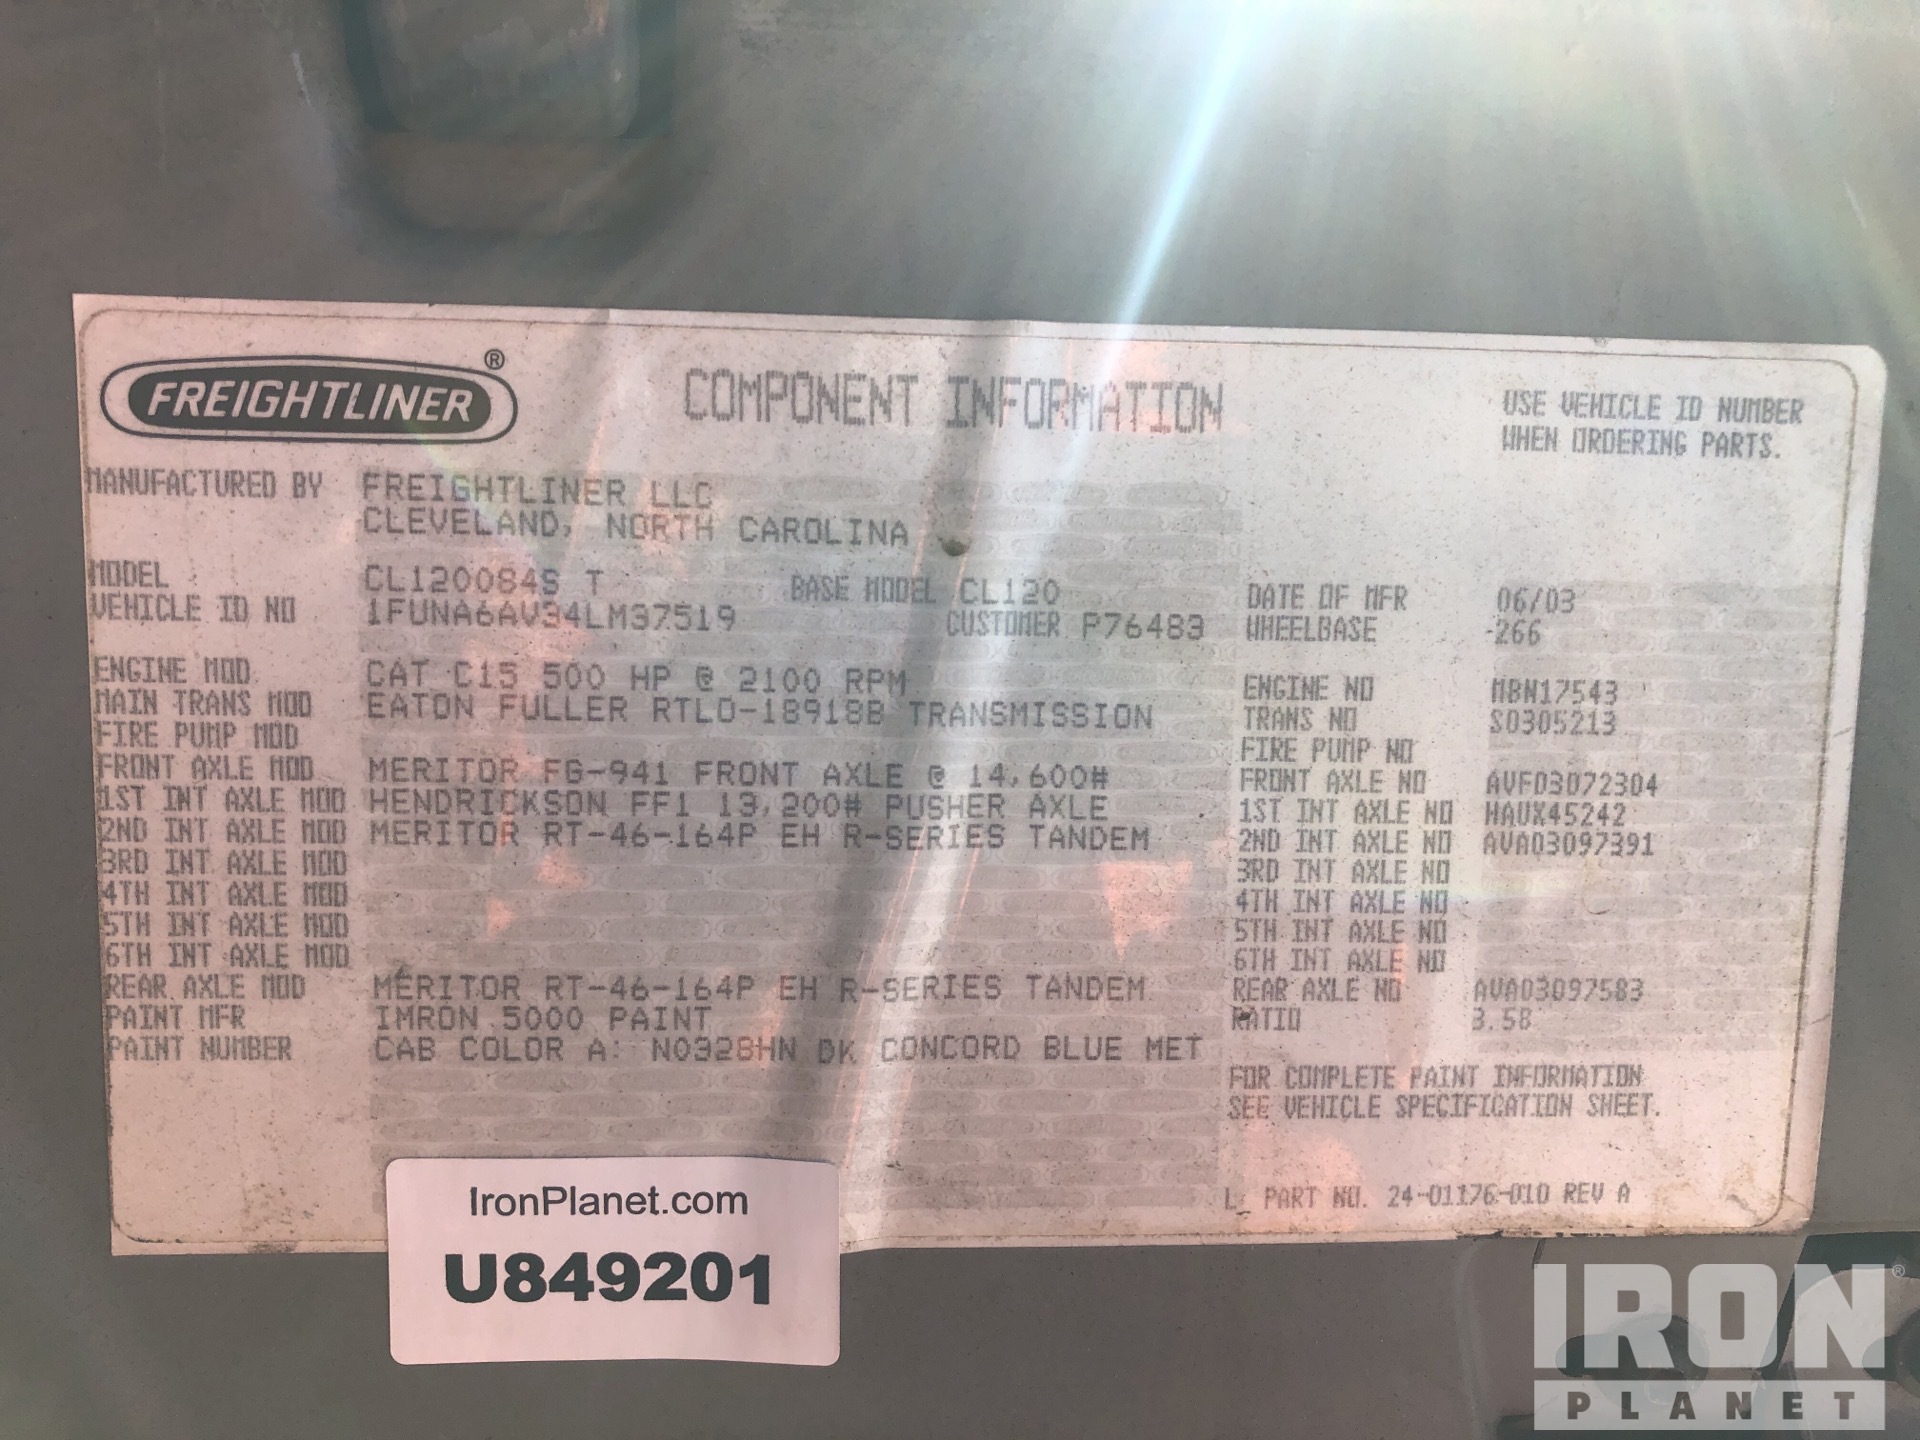 FREIGHTLINER ®
COMPONENT INFORMATION
USE VEHICLE ID NUMBER
WHEN ORDERING PARTS.
MANUFACTURED BY FREIGHTLINER LLC
CLEVELAND, NORTH CAROLINA
MODEL CL120084S T BASE MODEL CL120 DATE OF MFR 06/03
VEHICLE ID NO 1FUNA6AV34LM37519 CUSTOMER P76483 WHEELBASE 266
ENGINE MOD CAT C15 500 HP @ 2100 RPM ENGINE NO MBN17543
MAIN TRANS MOD EATON FULLER RTLO-18918B TRANSMISSION TRANS NO S0305213
FIRE PUMP MOD FIRE PUMP NO
FRONT AXLE MOD MERITOR FG-941 FRONT AXLE @ 14,600# FRONT AXLE NO AVF03072304
1ST INT AXLE MOD HENDRICKSON FF1 13,200# PUSHER AXLE 1ST INT AXLE NO HAUX45242
2ND INT AXLE MOD MERITOR RT-46-164P EH R-SERIES TANDEM 2ND INT AXLE NO AVA03097391
3RD INT AXLE MOD 3RD INT AXLE NO
4TH INT AXLE MOD 4TH INT AXLE NO
5TH INT AXLE MOD 5TH INT AXLE NO
6TH INT AXLE MOD 6TH INT AXLE NO
REAR AXLE MOD MERITOR RT-46-164P EH R-SERIES TANDEM REAR AXLE NO AVA03097583
PAINT MFR IMRON 5000 PAINT RATIO 3.58
PAINT NUMBER CAB COLOR A: N0328HN DK CONCORD BLUE MET
FOR COMPLETE PAINT INFORMATION
SEE VEHICLE SPECIFICATION SHEET.
L PART NO. 24-01176-010 REV A
IronPlanet.com
U849201
IRON ®
PLANET